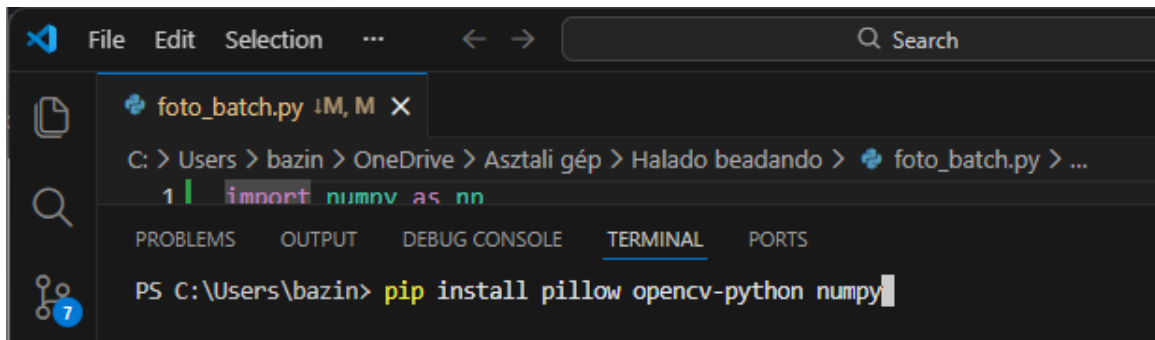 File Edit Selection ··· ← → Search
foto_batch.py ↓M, M ×
C: > Users > bazin > OneDrive > Asztali gép > Halado beadando > foto_batch.py > ...
1 import numpy as np
PROBLEMS OUTPUT DEBUG CONSOLE TERMINAL PORTS
PS C:\Users\bazin> pip install pillow opencv-python numpy
7